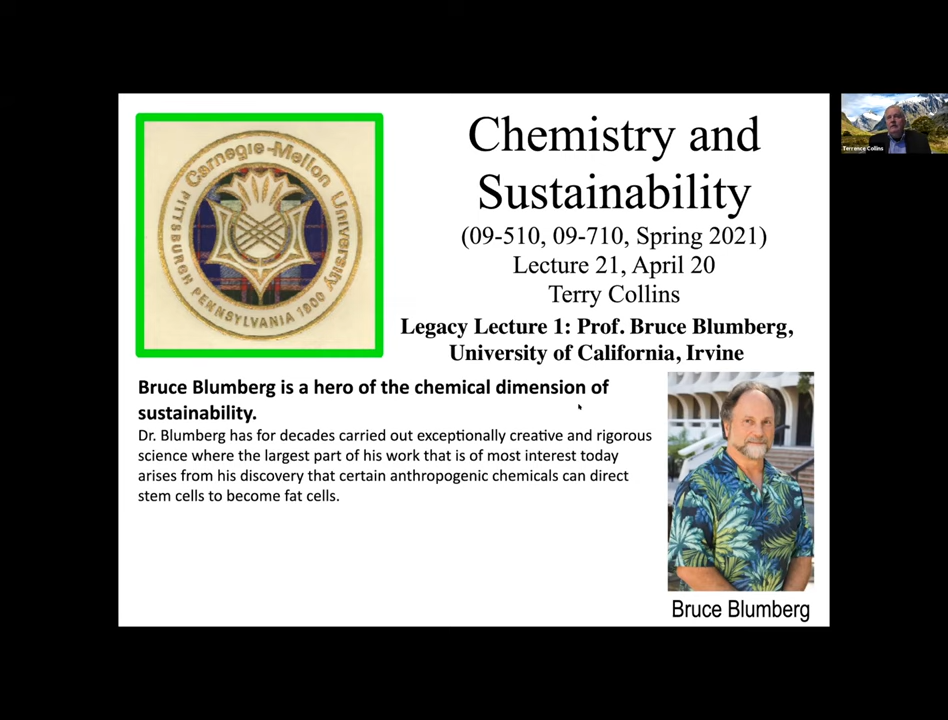 Carnegie-Mellon University
PITTSBURGH PENNSYLVANIA 1900
Chemistry and
Sustainability
(09-510, 09-710, Spring 2021)
Lecture 21, April 20
Terry Collins
Legacy Lecture 1: Prof. Bruce Blumberg,
University of California, Irvine
Bruce Blumberg is a hero of the chemical dimension of
sustainability.
Dr. Blumberg has for decades carried out exceptionally creative and rigorous
science where the largest part of his work that is of most interest today
arises from his discovery that certain anthropogenic chemicals can direct
stem cells to become fat cells.
Bruce Blumberg
Terrence Collins